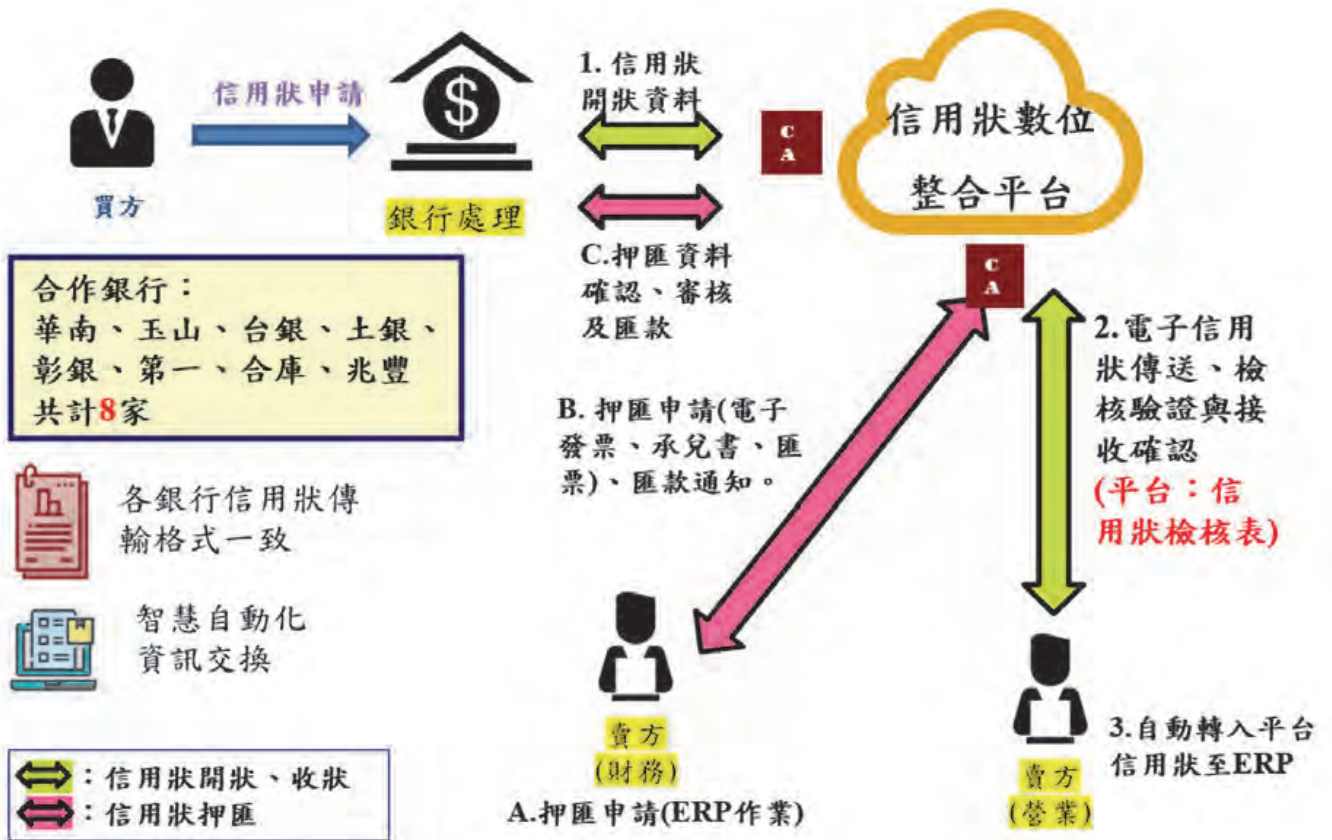 信用狀申請
買方
銀行處理
1. 信用狀
開狀資料
C.押匯資料
確認、審核
及匯款
C
A
信用狀數位
整合平台
C
A
合作銀行：
華南、玉山、台銀、土銀、
彰銀、第一、合庫、兆豐
共計8家
各銀行信用狀傳
輸格式一致
智慧自動化
資訊交換
B. 押匯申請(電子
發票、承兌書、匯
票)、匯款通知。
2.電子信用
狀傳送、檢
核驗證與接
收確認
(平台：信
用狀檢核表)
賣方
(財務)
A.押匯申請(ERP作業)
賣方
(營業)
3.自動轉入平台
信用狀至ERP
：信用狀開狀、收狀
：信用狀押匯